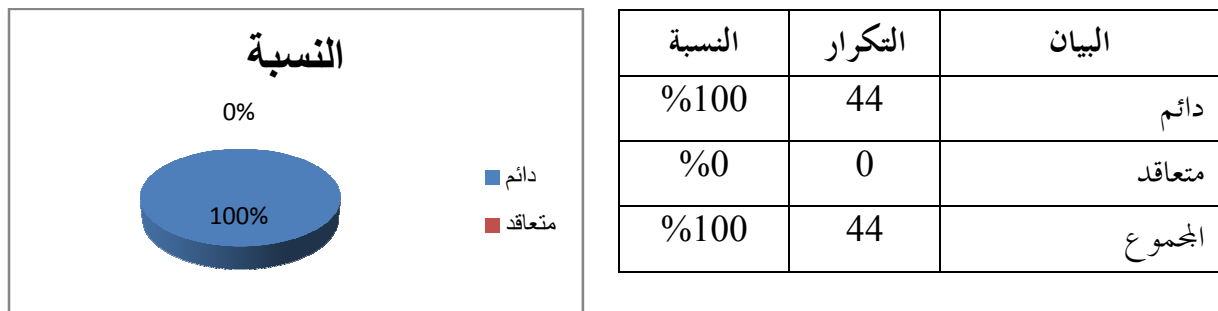 البيان التكرار النسبة
دائم 44 %100
متعاقد 0 %0
المجموع 44 %100
النسبة
0%
100%
دائم
متعاقد